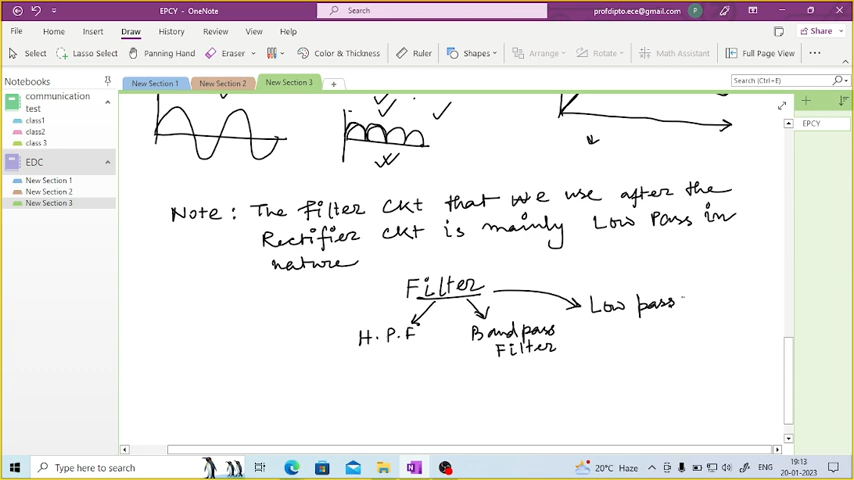 EPCY - OneNote
Search
profdipto.ece@gmail.com
P
File Home Insert Draw History Review View Help
Share
Select Lasso Select Panning Hand Eraser Color & Thickness Ruler Shapes Arrange Rotate Math Assistant Full Page View
Notebooks
New Section 1 New Section 2 New Section 3
Search (Ctrl+E)
communication
test
class1
class2
class 3
EDC
New Section 1
New Section 2
New Section 3
EPCY
Note: The Filter Ckt that we use after the
Rectifier Ckt is mainly Low Pass in
nature
Filter
Low pass
H.P.F
Bandpass
Filter
Type here to search
20°C Haze
ENG
19:13
20-01-2023